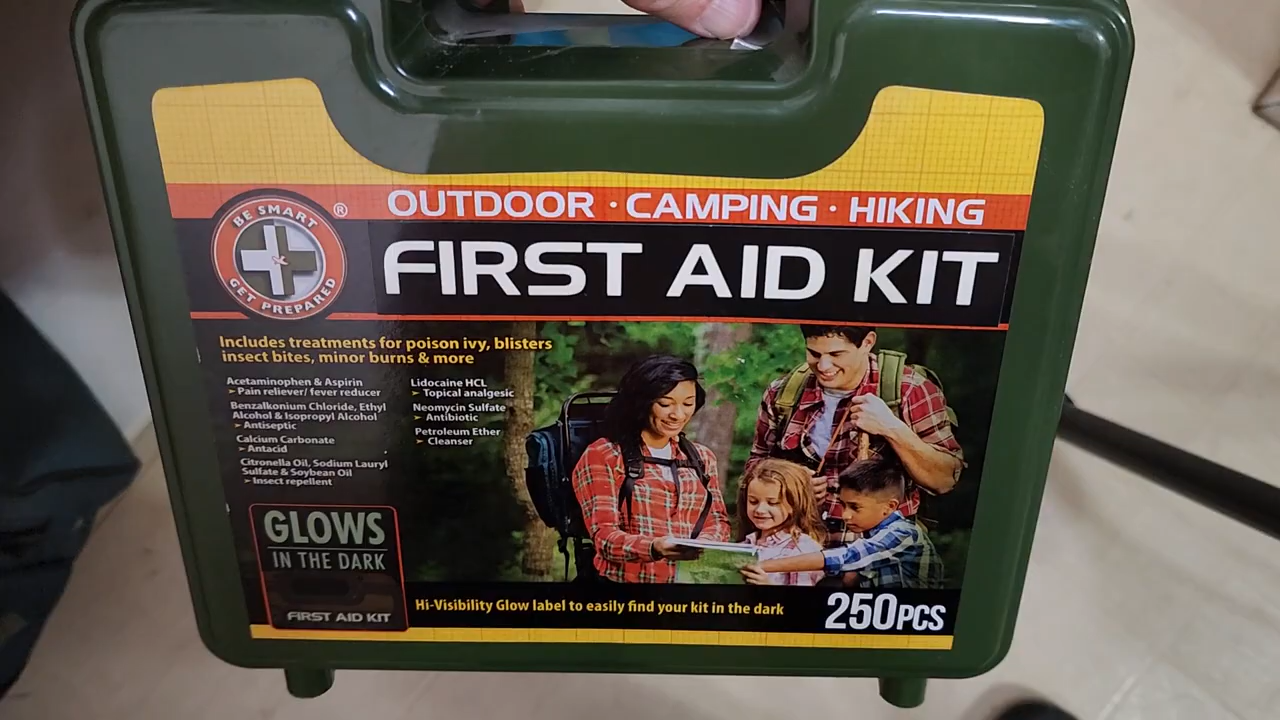 OUTDOOR · CAMPING · HIKING
BE SMART
GET PREPARED
®
FIRST AID KIT
Includes treatments for poison ivy, blisters
insect bites, minor burns & more
Acetaminophen & Aspirin
➤ Pain reliever/ fever reducer
Benzalkonium Chloride, Ethyl
Alcohol & Isopropyl Alcohol
➤ Antiseptic
Calcium Carbonate
➤ Antacid
Citronella Oil, Sodium Lauryl
Sulfate & Soybean Oil
➤ Insect repellent
Lidocaine HCL
➤ Topical analgesic
Neomycin Sulfate
➤ Antibiotic
Petroleum Ether
➤ Cleanser
GLOWS
IN THE DARK
FIRST AID KIT
Hi-Visibility Glow label to easily find your kit in the dark
250PCS